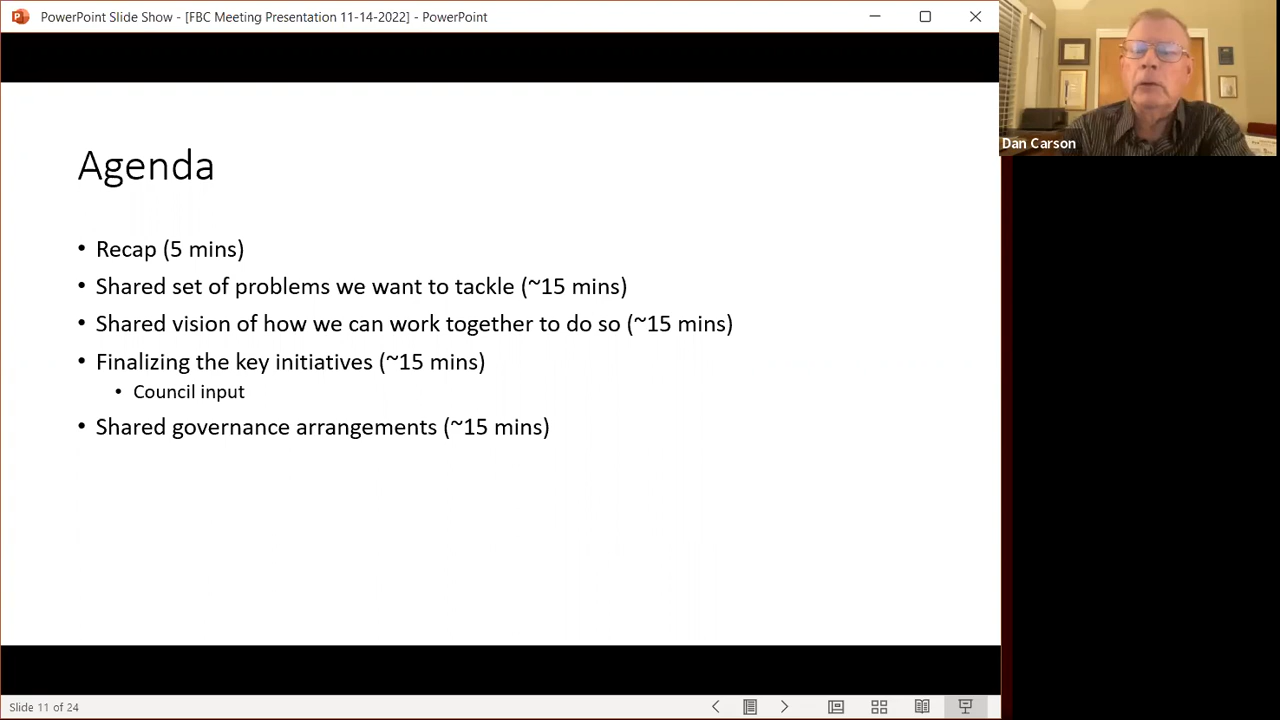 PowerPoint Slide Show - [FBC Meeting Presentation 11-14-2022] - PowerPoint
Dan Carson
Agenda
• Recap (5 mins)
• Shared set of problems we want to tackle (~15 mins)
• Shared vision of how we can work together to do so (~15 mins)
• Finalizing the key initiatives (~15 mins)
• Council input
• Shared governance arrangements (~15 mins)
Slide 11 of 24